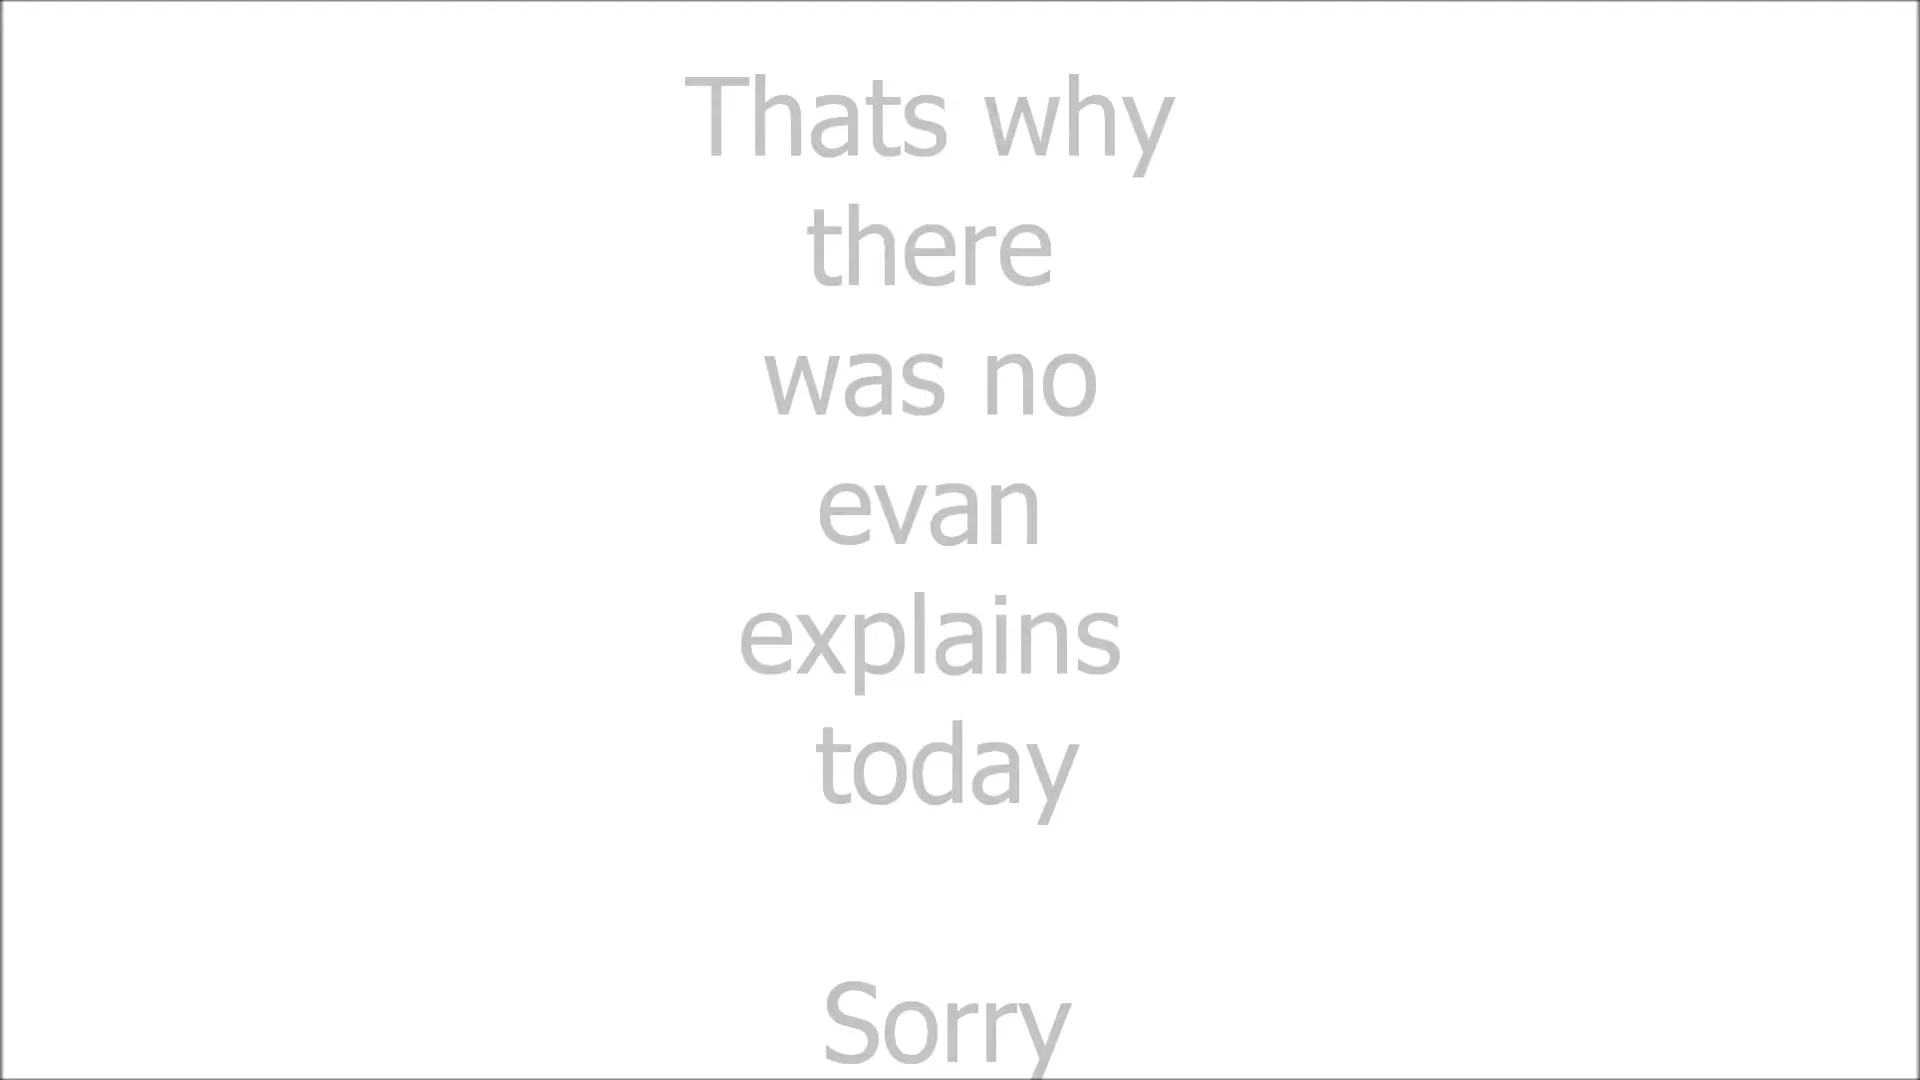 Thats why
there
was no
evan
explains
today
Sorry